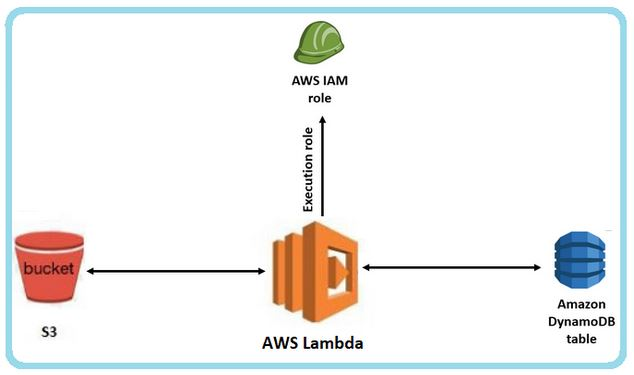 AWS IAM
role
Execution role
bucket
S3
AWS Lambda
Amazon
DynamoDB
table